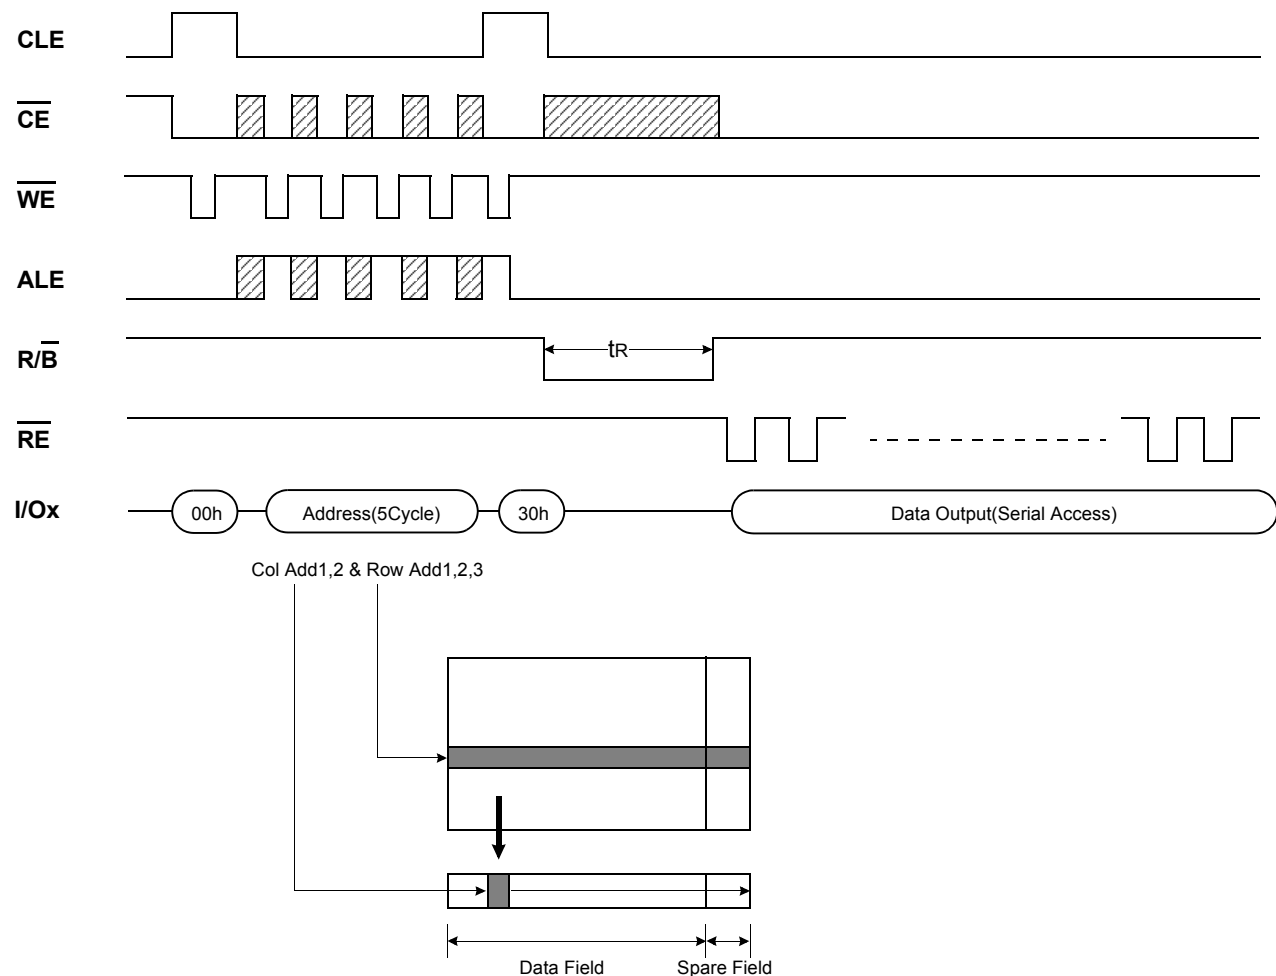 CLE
CE
WE
ALE
R/B
tR
RE
I/Ox
00h
Address(5Cycle)
30h
Data Output(Serial Access)
Col Add1,2 & Row Add1,2,3
Data Field
Spare Field